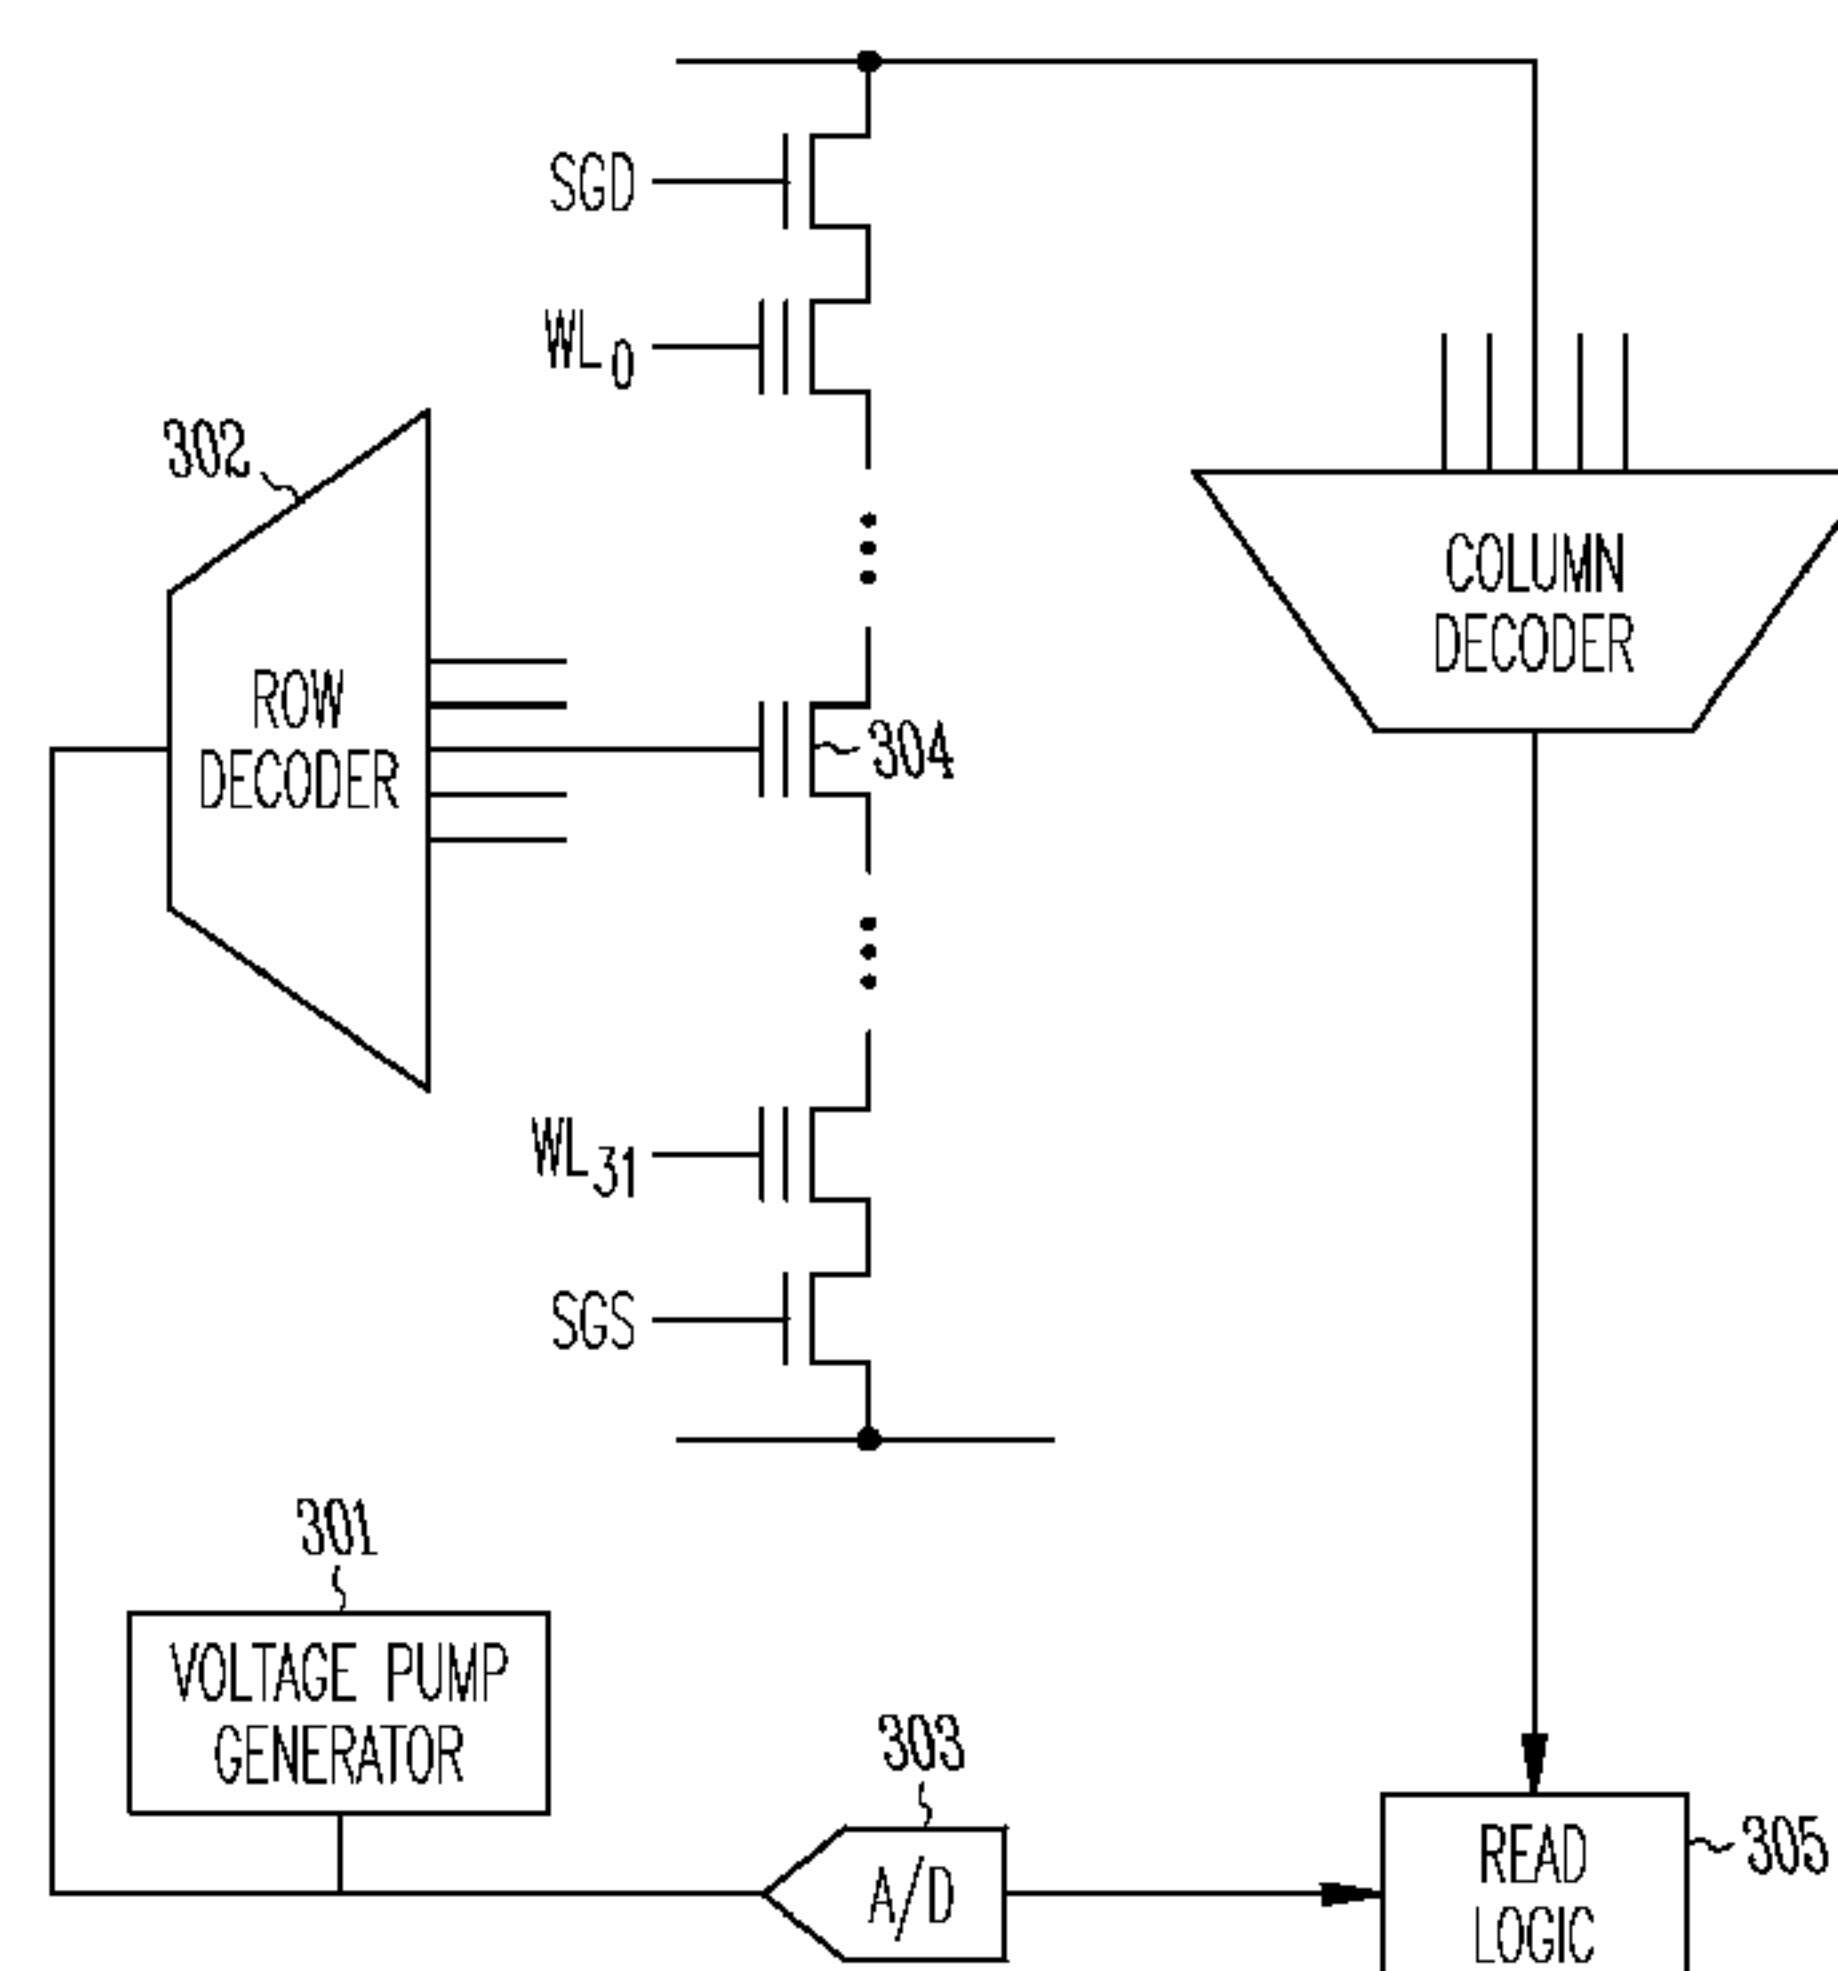 SGD
WL0
302
COLUMN
DECODER
ROW
DECODER
304
WL31
SGS
301
VOLTAGE PUMP
GENERATOR
303
A/D
READ
LOGIC
305